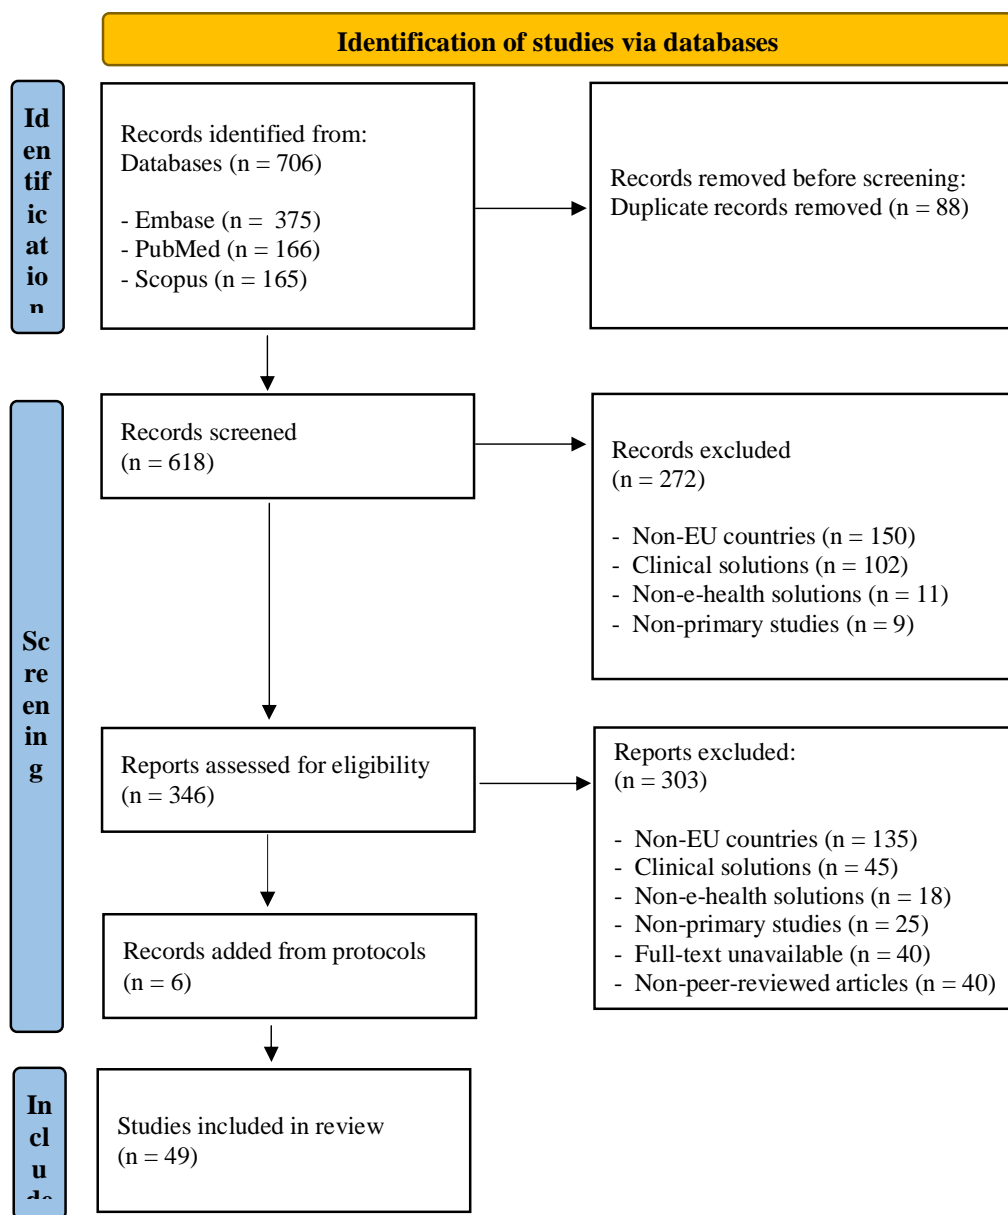 Identification of studies via databases
Id
en
tif
ic
at
io
n
Records identified from:
Databases (n = 706)
- Embase (n = 375)
- PubMed (n = 166)
- Scopus (n = 165)
Records removed before screening:
Duplicate records removed (n = 88)
Sc
re
en
in
g
Records screened
(n = 618)
Records excluded
(n = 272)
- Non-EU countries (n = 150)
- Clinical solutions (n = 102)
- Non-e-health solutions (n = 11)
- Non-primary studies (n = 9)
Reports assessed for eligibility
(n = 346)
Reports excluded:
(n = 303)
- Non-EU countries (n = 135)
- Clinical solutions (n = 45)
- Non-e-health solutions (n = 18)
- Non-primary studies (n = 25)
- Full-text unavailable (n = 40)
- Non-peer-reviewed articles (n = 40)
Records added from protocols
(n = 6)
In
cl
u
de
Studies included in review
(n = 49)